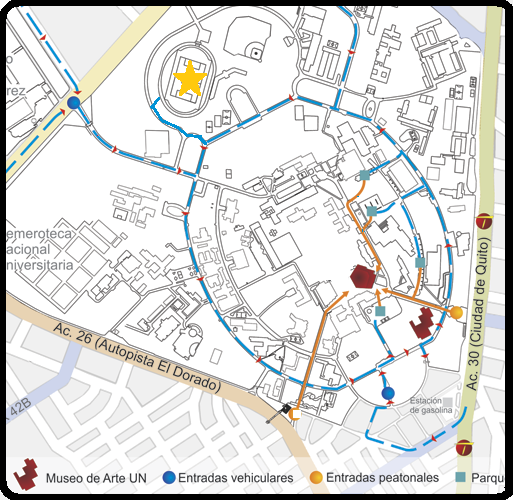 rez
emeroteca
acional
niversitaria
Ac. 26 (Autopista El Dorado)
Ac. 30 (Ciudad de Quito)
42B
Estación
de gasolina
Museo de Arte UN
Entradas vehiculares
Entradas peatonales
Parqu